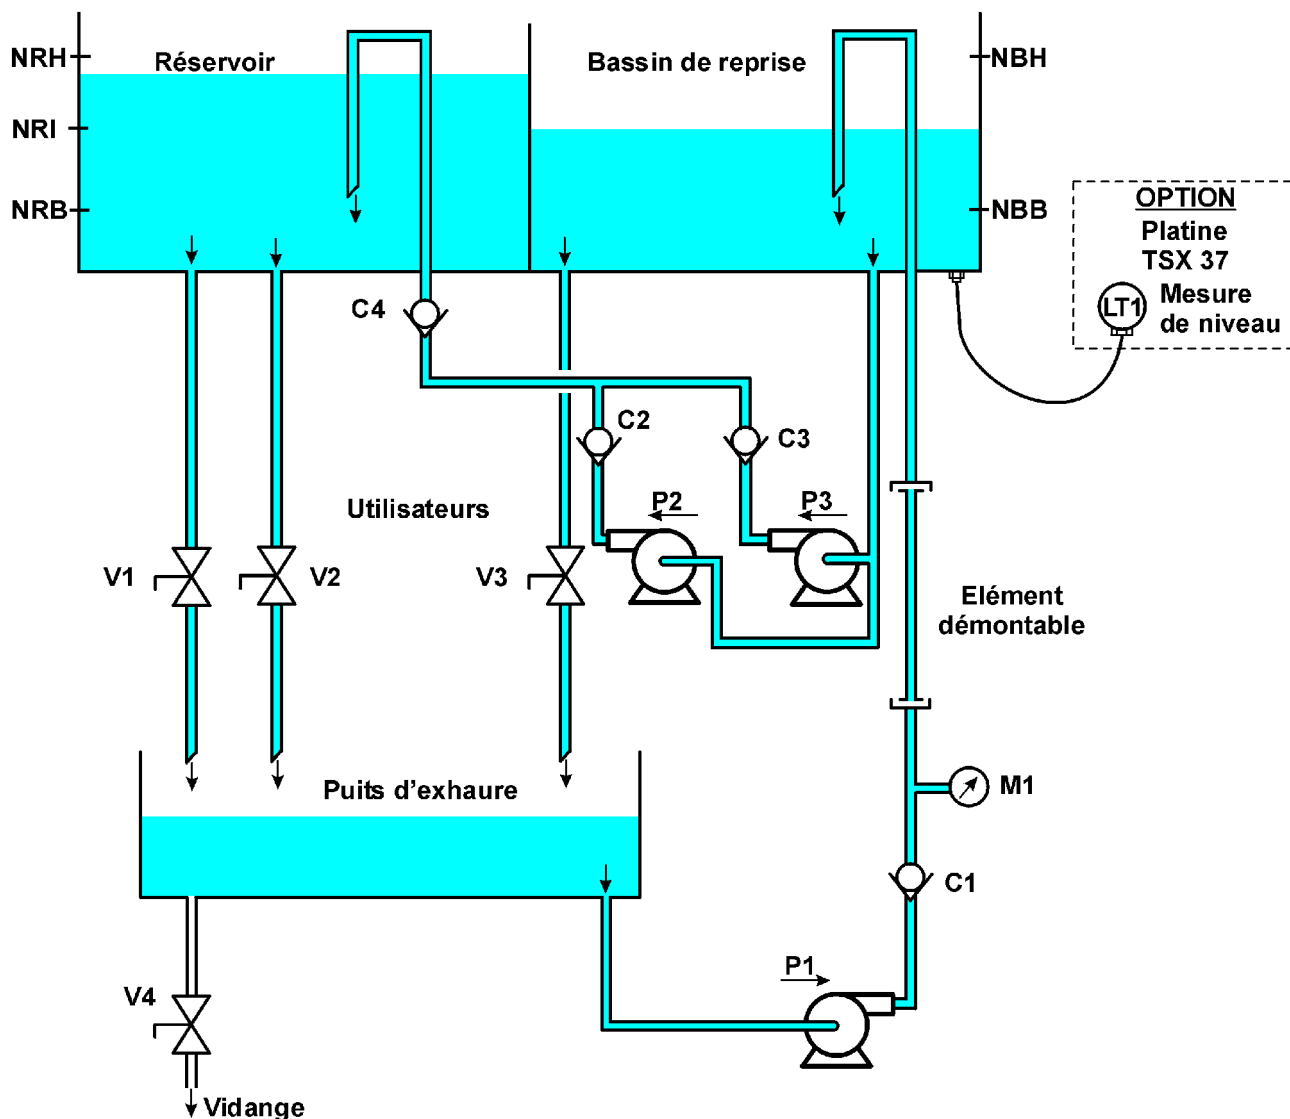 NRH
Réservoir
Bassin de reprise
NBH
NRI
NRB
NBB
OPTION
Platine
TSX 37
LT1
Mesure
de niveau
C4
C2
C3
Utilisateurs
P2
P3
V1
V2
V3
Elément
démontable
Puits d'exhaure
M1
C1
P1
V4
Vidange